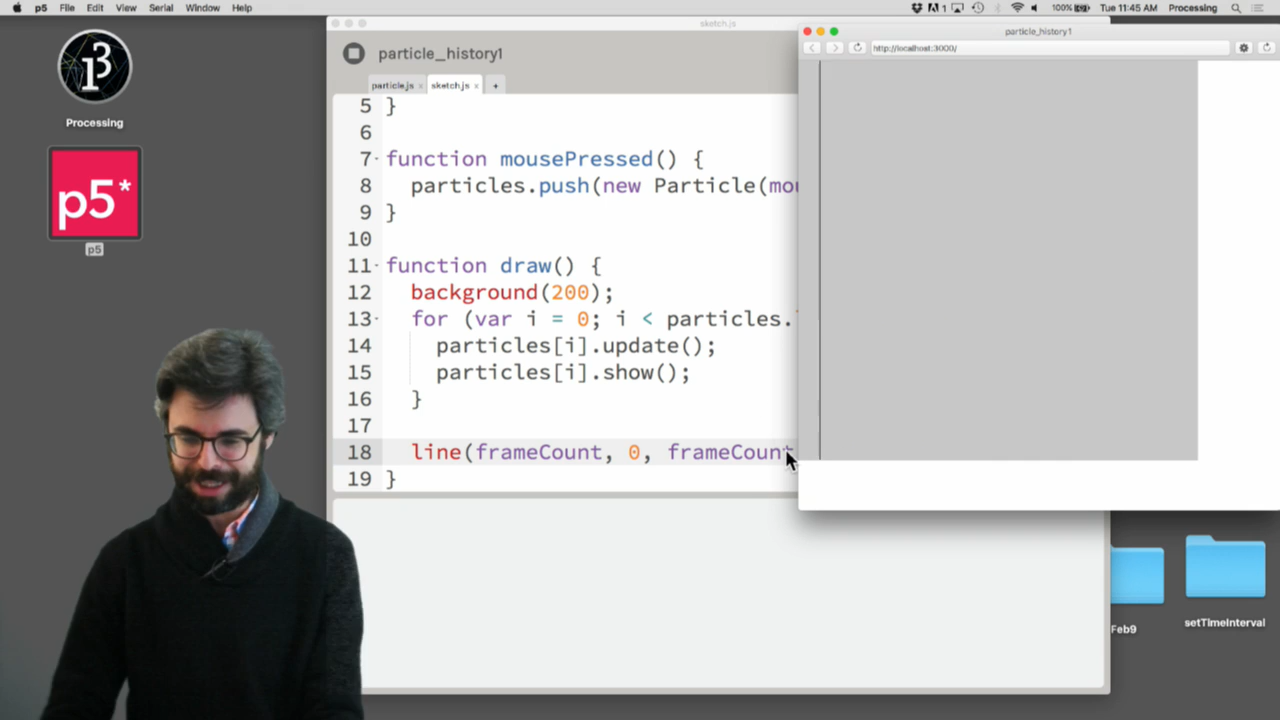 p5 File Edit View Serial Window Help
1 100% Tue 11:45 AM Processing
Processing
p5*
p5
sketch.js
particle_history1
particle.js × sketch.js × +
5 }
6
7 function mousePressed() {
8 particles.push(new Particle(mou
9 }
10
11 function draw() {
12 background(200);
13 for (var i = 0; i < particles.
14 particles[i].update();
15 particles[i].show();
16 }
17
18 line(frameCount, 0, frameCount
19 }
particle_history1
http://localhost:3000/
Feb9
setTimeInterval